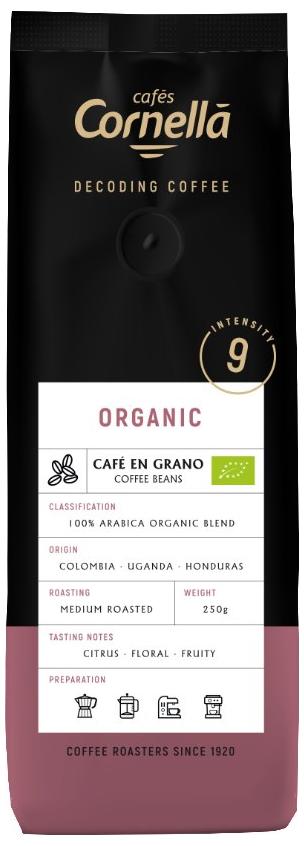 cafés
Cornellā
DECODING COFFEE
INTENSITY
9
ORGANIC
CAFÉ EN GRANO
COFFEE BEANS
CLASSIFICATION
100% ARABICA ORGANIC BLEND
ORIGIN
COLOMBIA · UGANDA · HONDURAS
ROASTING
MEDIUM ROASTED
WEIGHT
250g
TASTING NOTES
CITRUS · FLORAL · FRUITY
PREPARATION
COFFEE ROASTERS SINCE 1920